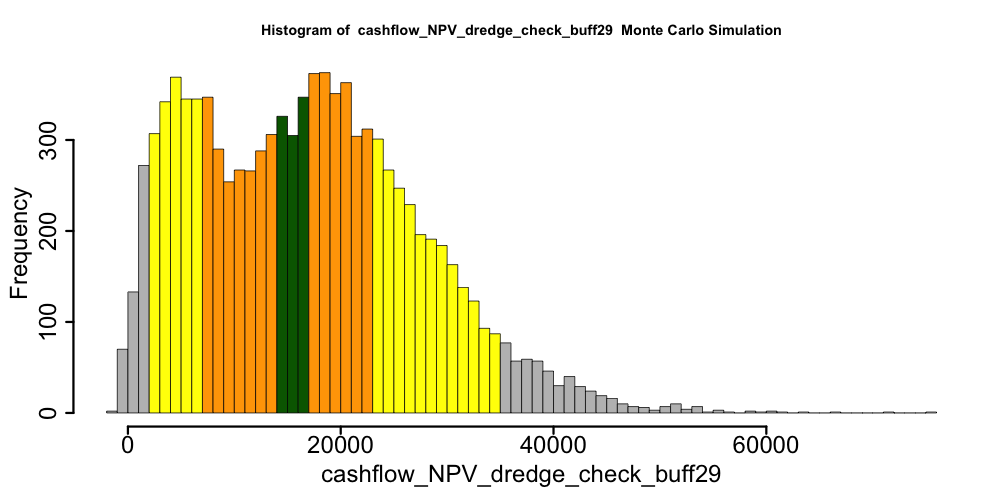 Histogram of  cashflow_NPV_dredge_check_buff29  Monte Carlo Simulation
Frequency
300
200
100
0
0 20000 40000 60000
cashflow_NPV_dredge_check_buff29